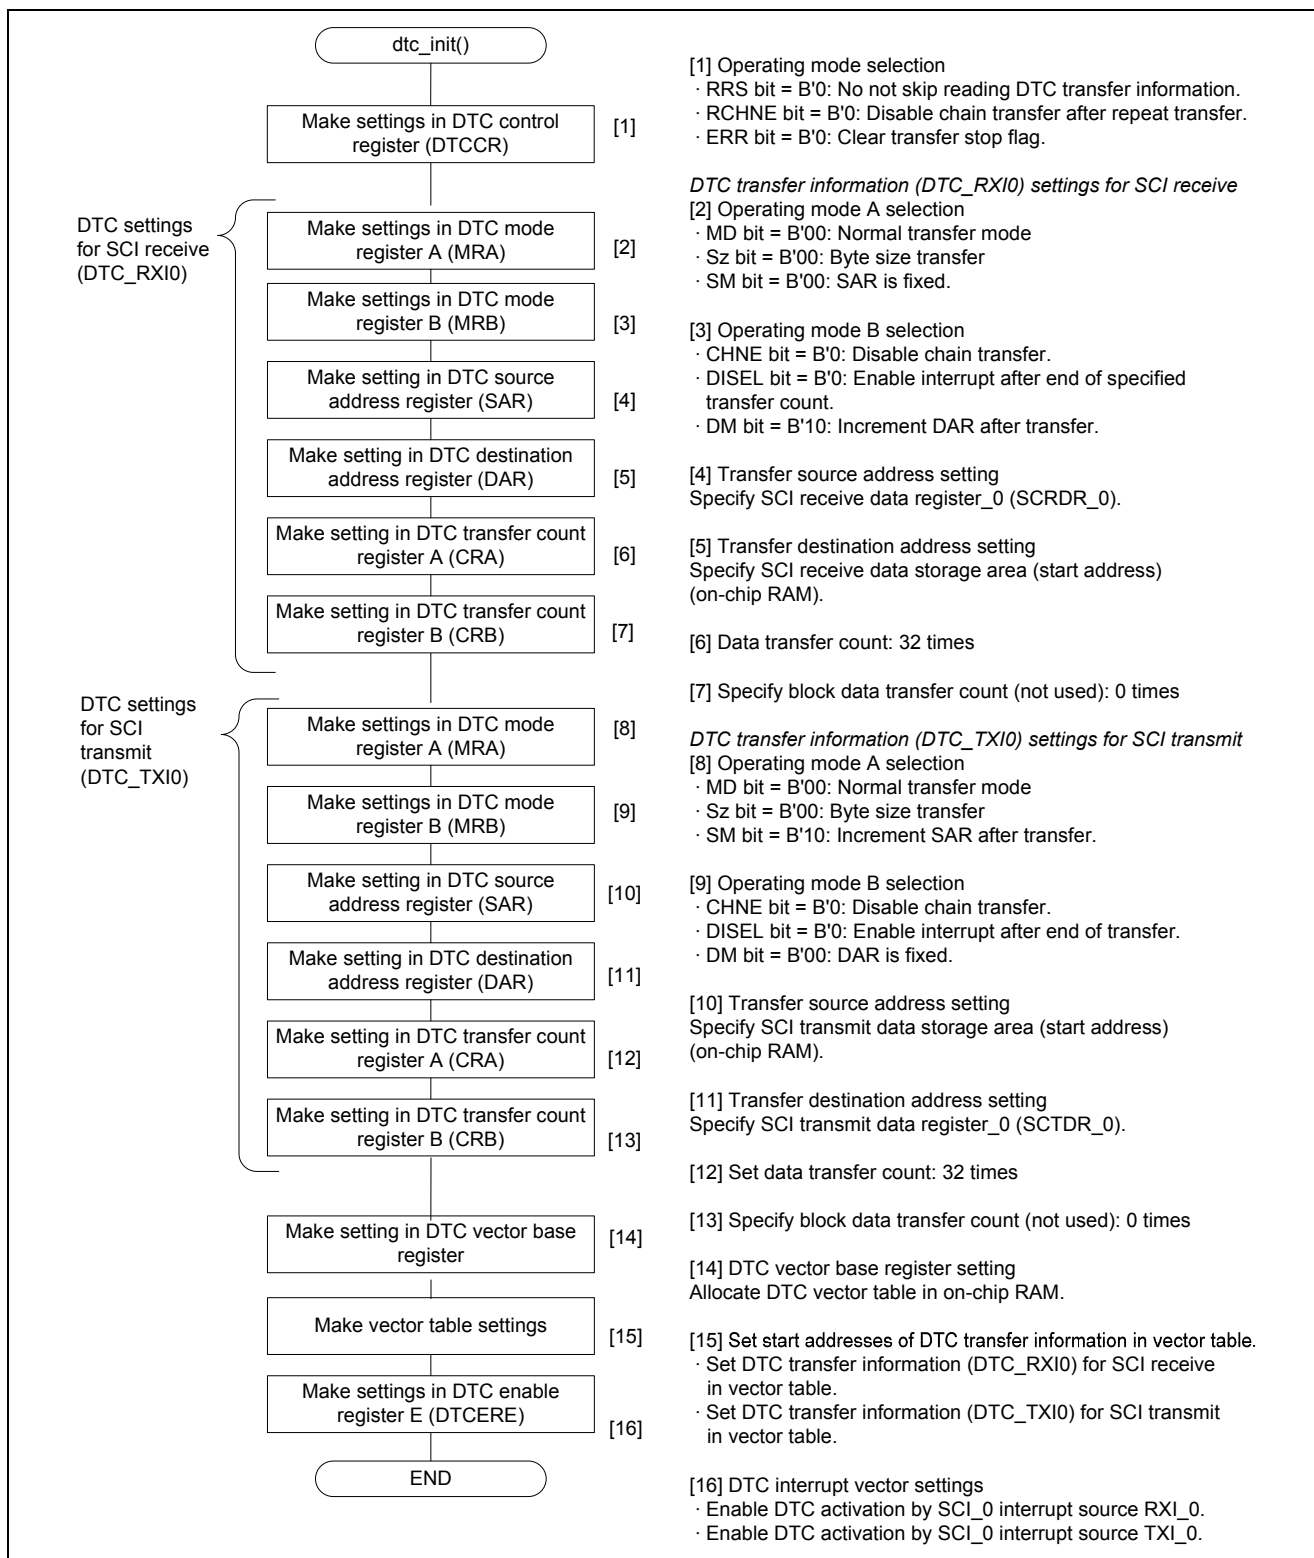 dtc_init()
Make settings in DTC control
register (DTCCR)
[1]
DTC settings
for SCI receive
(DTC_RXI0)
Make settings in DTC mode
register A (MRA)
[2]
Make settings in DTC mode
register B (MRB)
[3]
Make setting in DTC source
address register (SAR)
[4]
Make setting in DTC destination
address register (DAR)
[5]
Make setting in DTC transfer count
register A (CRA)
[6]
Make setting in DTC transfer count
register B (CRB)
[7]
DTC settings
for SCI
transmit
(DTC_TXI0)
Make settings in DTC mode
register A (MRA)
[8]
Make settings in DTC mode
register B (MRB)
[9]
Make setting in DTC source
address register (SAR)
[10]
Make setting in DTC destination
address register (DAR)
[11]
Make setting in DTC transfer count
register A (CRA)
[12]
Make setting in DTC transfer count
register B (CRB)
[13]
Make setting in DTC vector base
register
[14]
Make vector table settings
[15]
Make settings in DTC enable
register E (DTCERE)
[16]
END
[1] Operating mode selection
· RRS bit = B'0: No not skip reading DTC transfer information.
· RCHNE bit = B'0: Disable chain transfer after repeat transfer.
· ERR bit = B'0: Clear transfer stop flag.
DTC transfer information (DTC_RXI0) settings for SCI receive
[2] Operating mode A selection
· MD bit = B'00: Normal transfer mode
· Sz bit = B'00: Byte size transfer
· SM bit = B'00: SAR is fixed.
[3] Operating mode B selection
· CHNE bit = B'0: Disable chain transfer.
· DISEL bit = B'0: Enable interrupt after end of specified
transfer count.
· DM bit = B'10: Increment DAR after transfer.
[4] Transfer source address setting
Specify SCI receive data register_0 (SCRDR_0).
[5] Transfer destination address setting
Specify SCI receive data storage area (start address)
(on-chip RAM).
[6] Data transfer count: 32 times
[7] Specify block data transfer count (not used): 0 times
DTC transfer information (DTC_TXI0) settings for SCI transmit
[8] Operating mode A selection
· MD bit = B'00: Normal transfer mode
· Sz bit = B'00: Byte size transfer
· SM bit = B'10: Increment SAR after transfer.
[9] Operating mode B selection
· CHNE bit = B'0: Disable chain transfer.
· DISEL bit = B'0: Enable interrupt after end of transfer.
· DM bit = B'00: DAR is fixed.
[10] Transfer source address setting
Specify SCI transmit data storage area (start address)
(on-chip RAM).
[11] Transfer destination address setting
Specify SCI transmit data register_0 (SCTDR_0).
[12] Set data transfer count: 32 times
[13] Specify block data transfer count (not used): 0 times
[14] DTC vector base register setting
Allocate DTC vector table in on-chip RAM.
[15] Set start addresses of DTC transfer information in vector table.
· Set DTC transfer information (DTC_RXI0) for SCI receive
in vector table.
· Set DTC transfer information (DTC_TXI0) for SCI transmit
in vector table.
[16] DTC interrupt vector settings
· Enable DTC activation by SCI_0 interrupt source RXI_0.
· Enable DTC activation by SCI_0 interrupt source TXI_0.